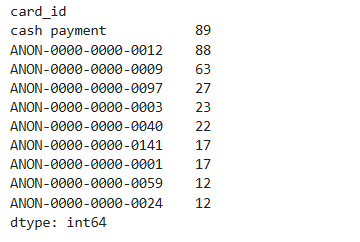 card_id
cash payment 89
ANON-0000-0000-0012 88
ANON-0000-0000-0009 63
ANON-0000-0000-0097 27
ANON-0000-0000-0003 23
ANON-0000-0000-0040 22
ANON-0000-0000-0141 17
ANON-0000-0000-0001 17
ANON-0000-0000-0059 12
ANON-0000-0000-0024 12
dtype: int64